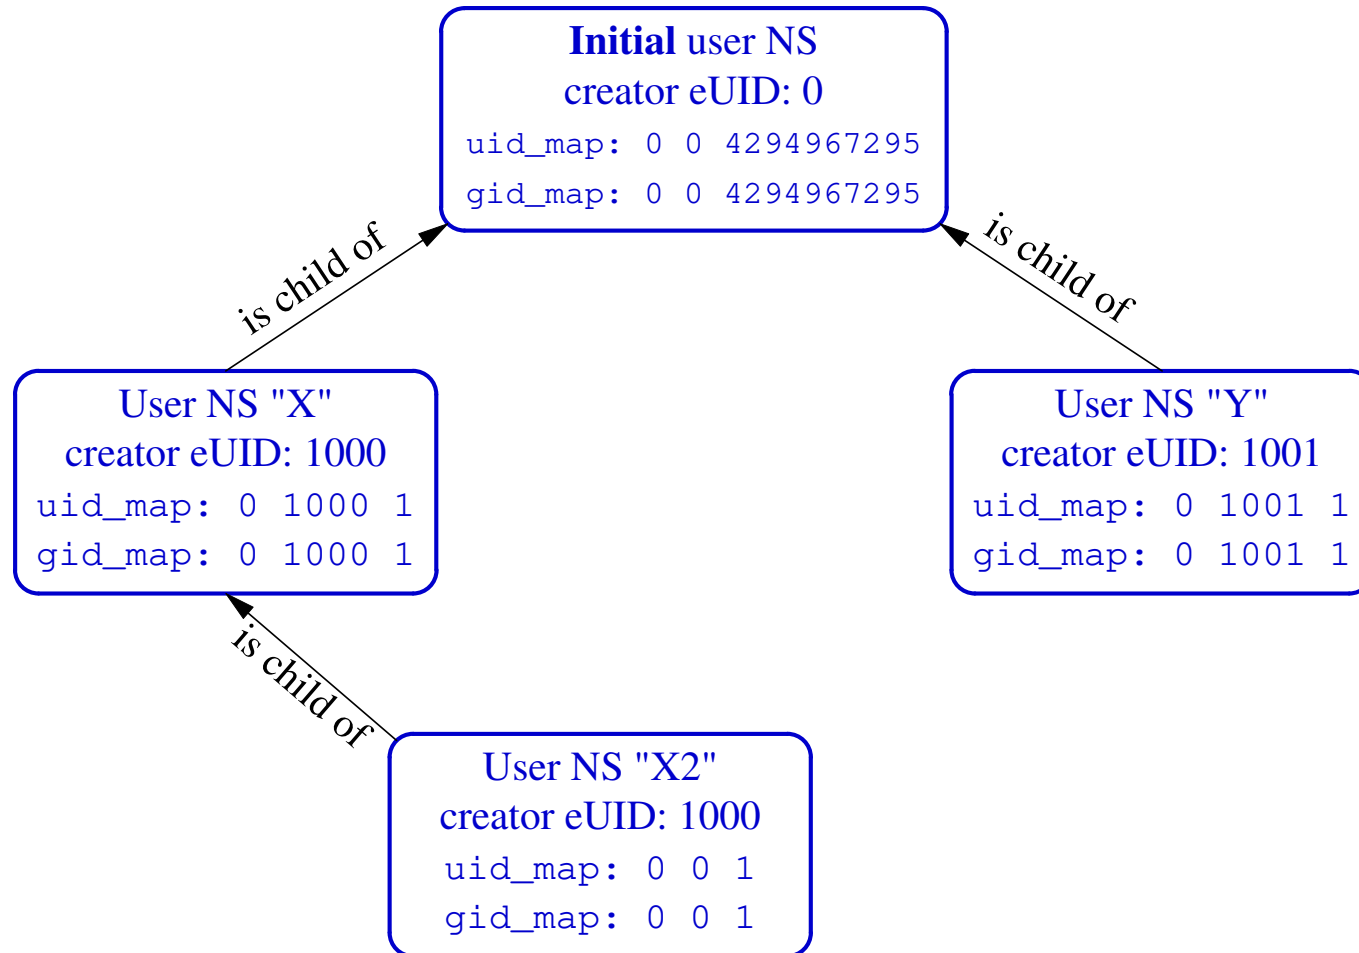 Initial user NS
creator eUID: 0
uid_map: 0 0 4294967295
gid_map: 0 0 4294967295
is child of
is child of
User NS "X"
creator eUID: 1000
uid_map: 0 1000 1
gid_map: 0 1000 1
User NS "Y"
creator eUID: 1001
uid_map: 0 1001 1
gid_map: 0 1001 1
is child of
User NS "X2"
creator eUID: 1000
uid_map: 0 0 1
gid_map: 0 0 1